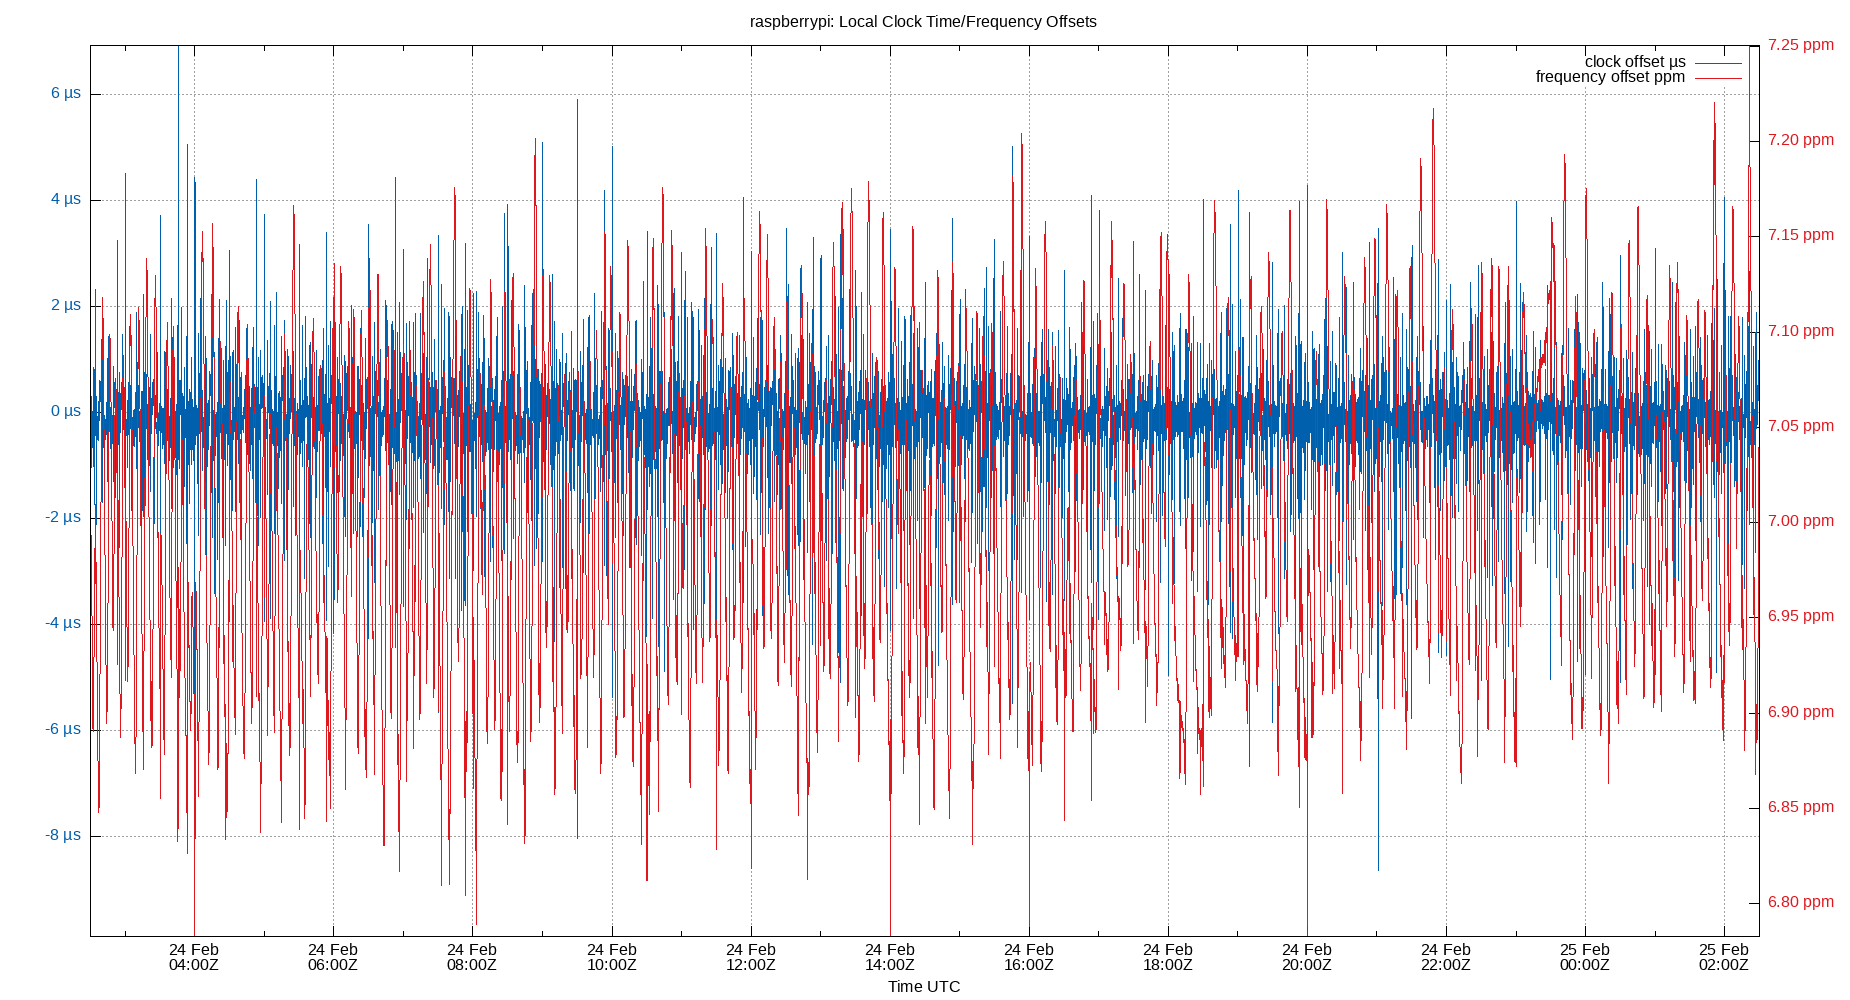 raspberrypi: Local Clock Time/Frequency Offsets
7.25 ppm
clock offset µs
frequency offset ppm
6 µs
7.20 ppm
4 µs
7.15 ppm
2 µs
7.10 ppm
0 µs
7.05 ppm
-2 µs
7.00 ppm
-4 µs
6.95 ppm
-6 µs
6.90 ppm
-8 µs
6.85 ppm
6.80 ppm
24 Feb 24 Feb 24 Feb 24 Feb 24 Feb 24 Feb 24 Feb 24 Feb 24 Feb 24 Feb 25 Feb 25 Feb
04:00Z 06:00Z 08:00Z 10:00Z 12:00Z 14:00Z 16:00Z 18:00Z 20:00Z 22:00Z 00:00Z 02:00Z
Time UTC